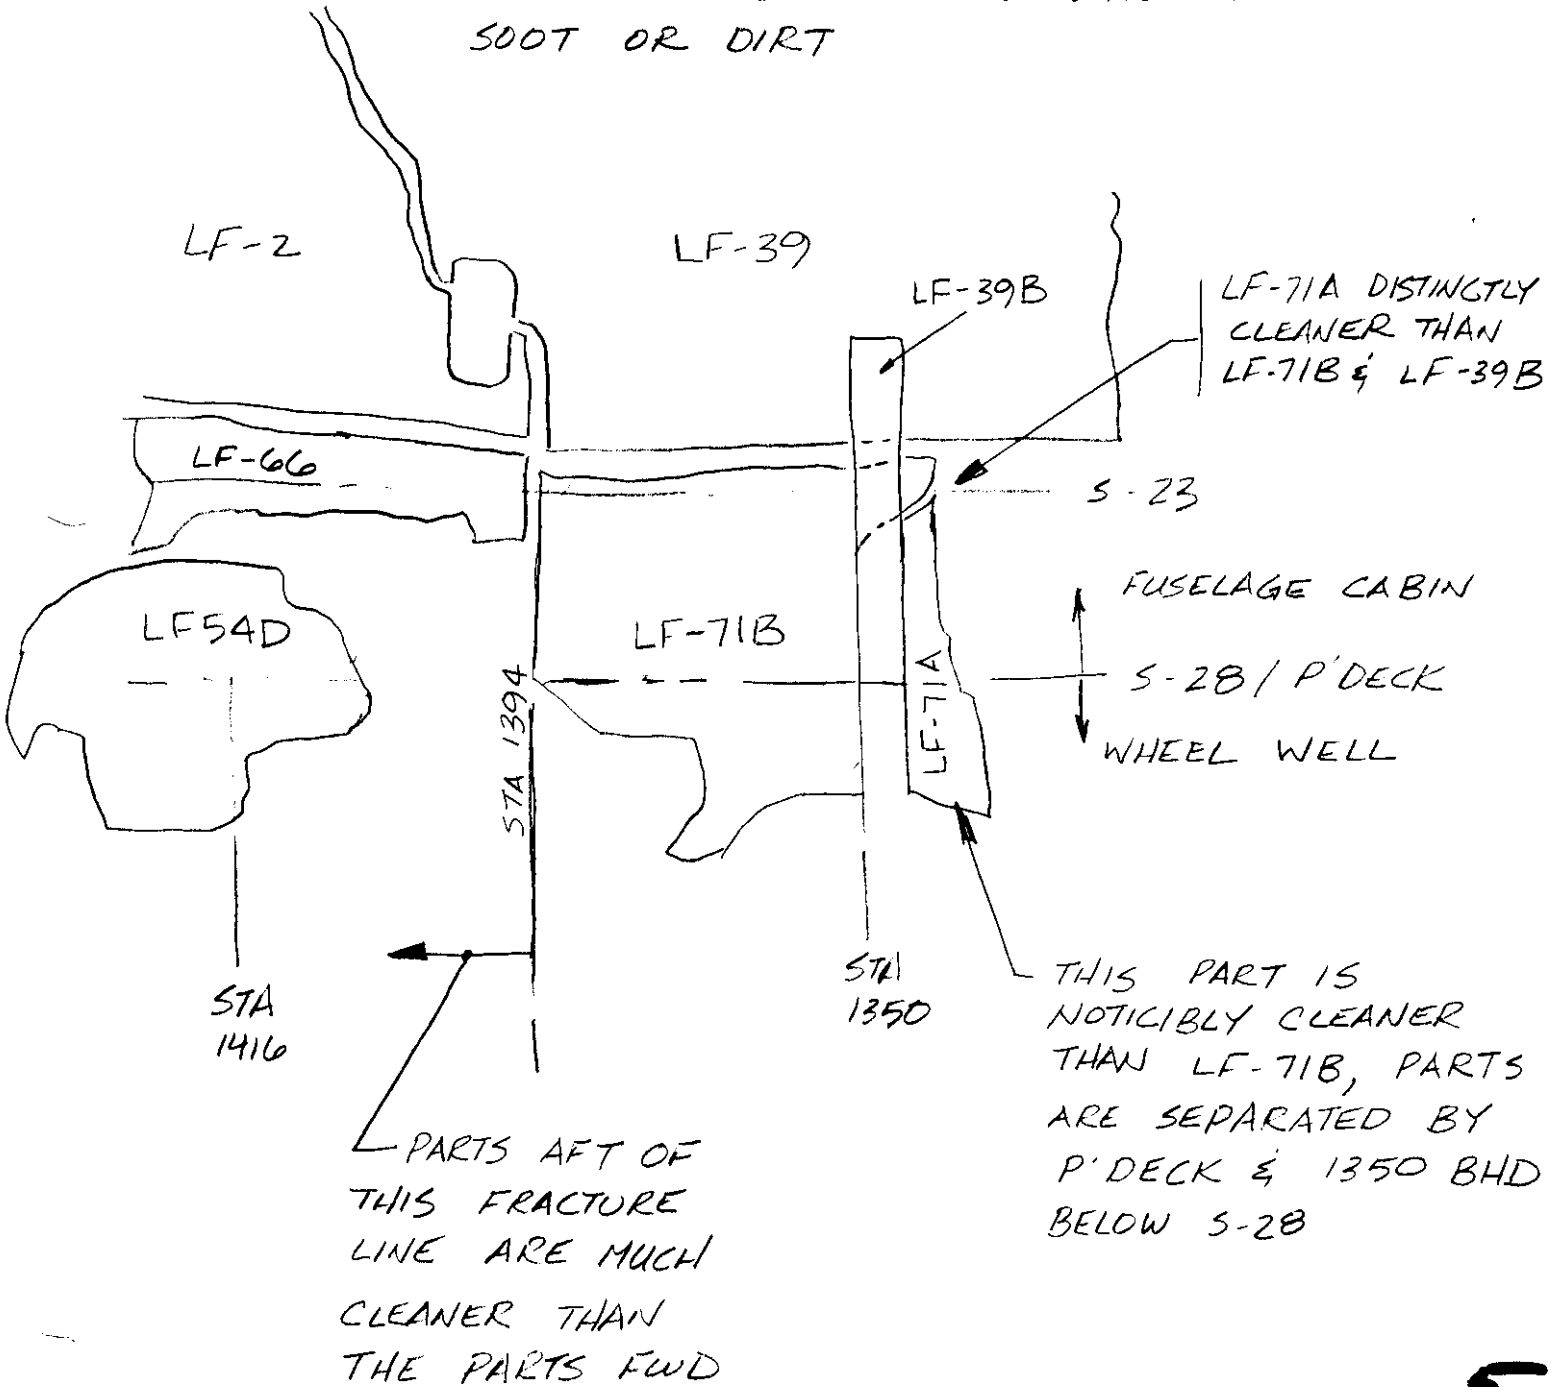 SOOT OR DIRT
LF-2
LF-39
LF-39B
LF-71A DISTINCTLY
CLEANER THAN
LF-71B & LF-39B
LF-66
S-23
FUSELAGE CABIN
LF54D
LF-71B
LF-71A
S-28 / P'DECK
WHEEL WELL
STA 1394
STA
1416
STA
1350
THIS PART IS
NOTICIBLY CLEANER
THAN LF-71B, PARTS
ARE SEPARATED BY
P'DECK & 1350 BHD
BELOW S-28
PARTS AFT OF
THIS FRACTURE
LINE ARE MUCH
CLEANER THAN
THE PARTS FWD